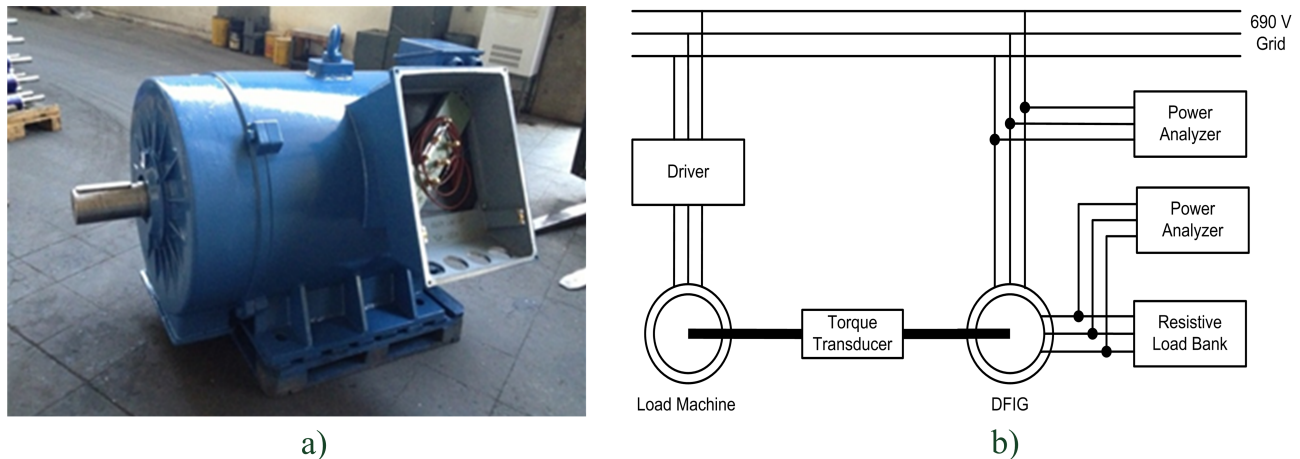 690 V
Grid
Power
Analyzer
Driver
Power
Analyzer
Torque
Transducer
Resistive
Load Bank
Load Machine
DFIG
a)
b)